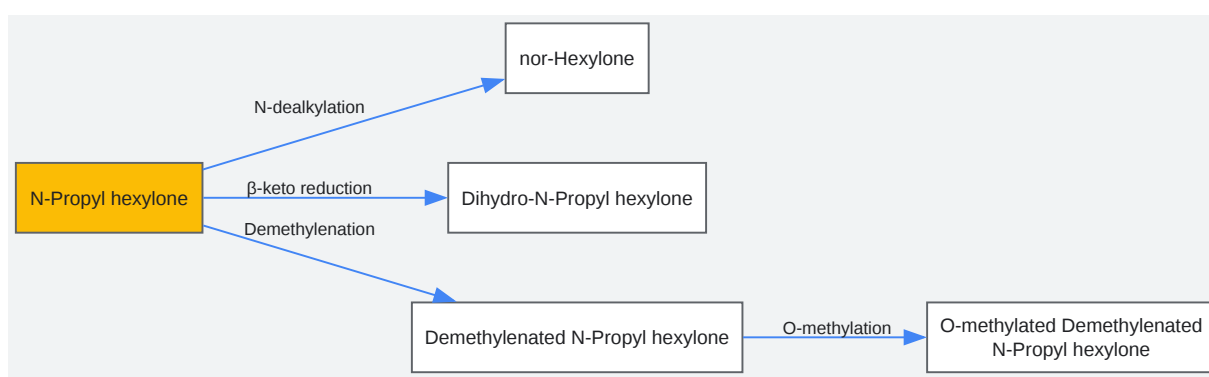 nor-Hexylone
N-dealkylation
N-Propyl hexylone
β-keto reduction
Dihydro-N-Propyl hexylone
Demethylenation
Demethylenated N-Propyl hexylone
O-methylation
O-methylated Demethylenated
N-Propyl hexylone